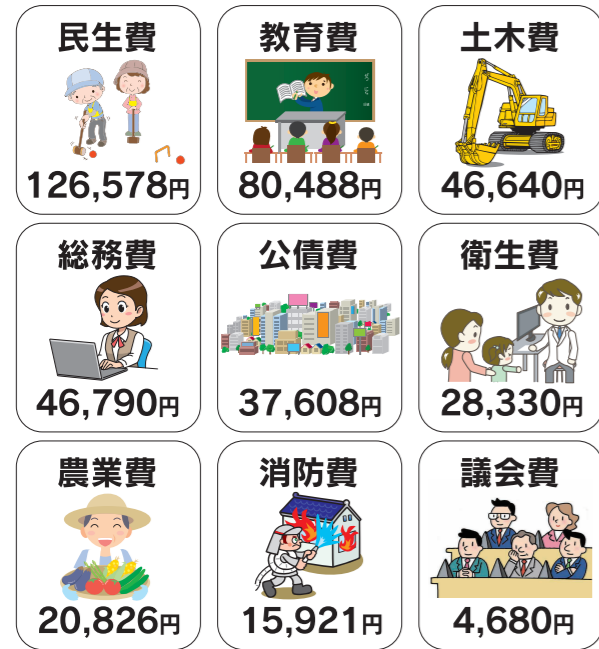 民生費
126,578円
教育費
80,488円
土木費
46,640円
総務費
46,790円
公債費
37,608円
衛生費
28,330円
農業費
20,826円
消防費
15,921円
議会費
4,680円